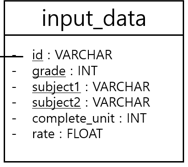 input_data
- id : VARCHAR
- grade : INT
- subject1 : VARCHAR
- subject2 : VARCHAR
- complete_unit : INT
- rate : FLOAT